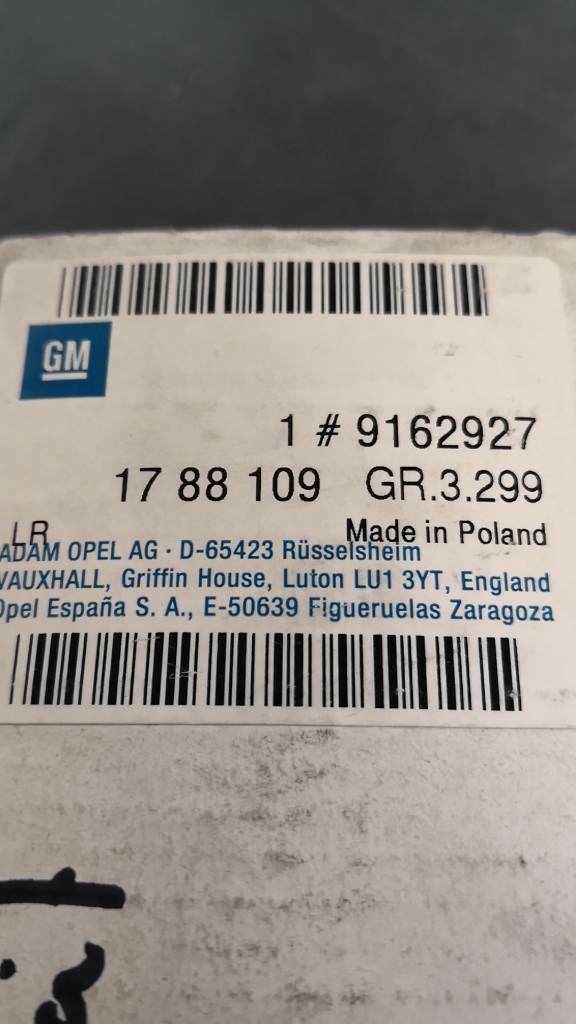 GM
1 # 9162927
17 88 109 GR.3.299
LR
Made in Poland
ADAM OPEL AG · D-65423 Rüsselsheim
VAUXHALL, Griffin House, Luton LU1 3YT, England
Opel España S. A., E-50639 Figueruelas Zaragoza